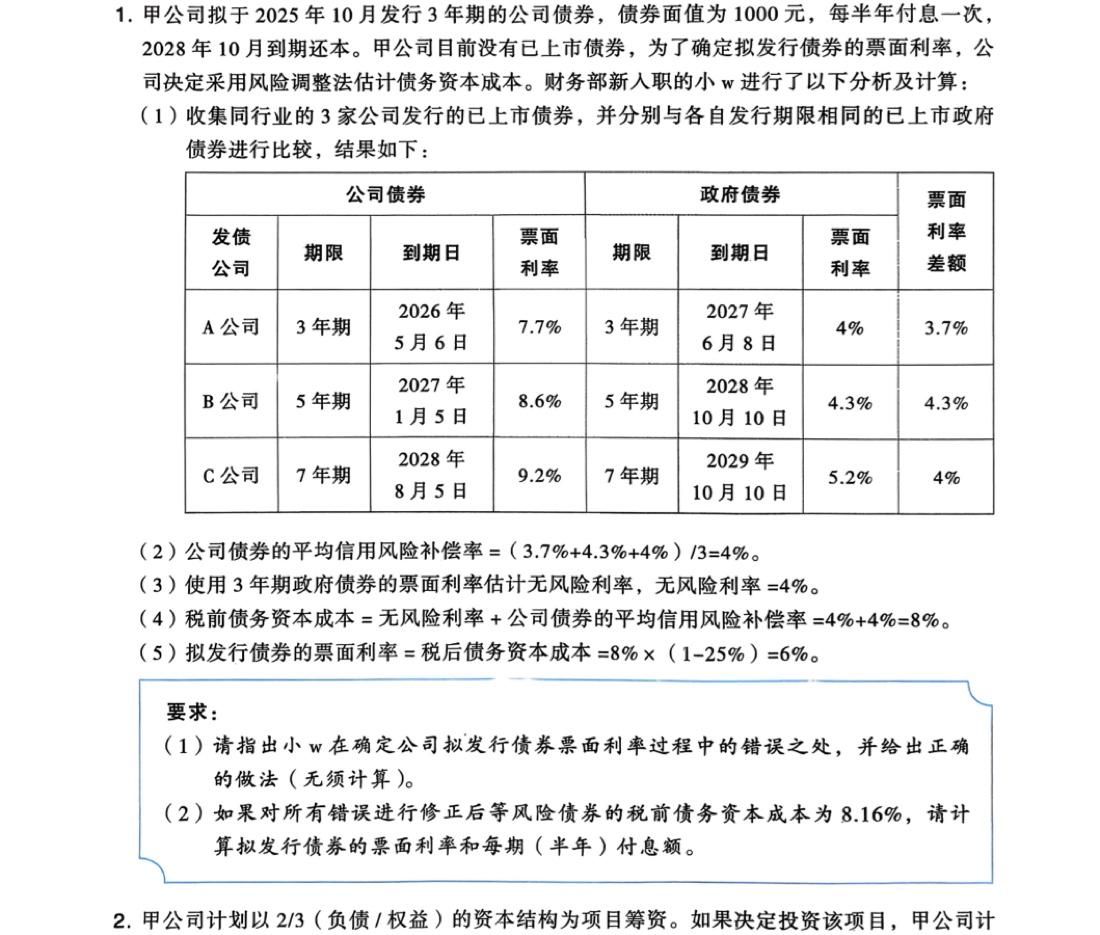 1. 甲公司拟于 2025 年 10 月发行 3 年期的公司债券，债券面值为 1000 元，每半年付息一次，
2028 年 10 月到期还本。甲公司目前没有已上市债券，为了确定拟发行债券的票面利率，公
司决定采用风险调整法估计债务资本成本。财务部新入职的小 w 进行了以下分析及计算：
（1）收集同行业的 3 家公司发行的已上市债券，并分别与各自发行期限相同的已上市政府
债券进行比较，结果如下：
公司债券 政府债券 票面利率差额
发债公司 期限 到期日 票面利率 期限 到期日 票面利率
A 公司 3 年期 2026 年 5 月 6 日 7.7% 3 年期 2027 年 6 月 8 日 4% 3.7%
B 公司 5 年期 2027 年 1 月 5 日 8.6% 5 年期 2028 年 10 月 10 日 4.3% 4.3%
C 公司 7 年期 2028 年 8 月 5 日 9.2% 7 年期 2029 年 10 月 10 日 5.2% 4%
（2）公司债券的平均信用风险补偿率 =（3.7%+4.3%+4%）/3=4%。
（3）使用 3 年期政府债券的票面利率估计无风险利率，无风险利率 =4%。
（4）税前债务资本成本 = 无风险利率 + 公司债券的平均信用风险补偿率 =4%+4%=8%。
（5）拟发行债券的票面利率 = 税后债务资本成本 =8% ×（1-25%）=6%。
要求：
（1）请指出小 w 在确定公司拟发行债券票面利率过程中的错误之处，并给出正确
的做法（无须计算）。
（2）如果对所有错误进行修正后等风险债券的税前债务资本成本为 8.16%，请计
算拟发行债券的票面利率和每期（半年）付息额。
2. 甲公司计划以 2/3（负债 / 权益）的资本结构为项目筹资。如果决定投资该项目，甲公司计